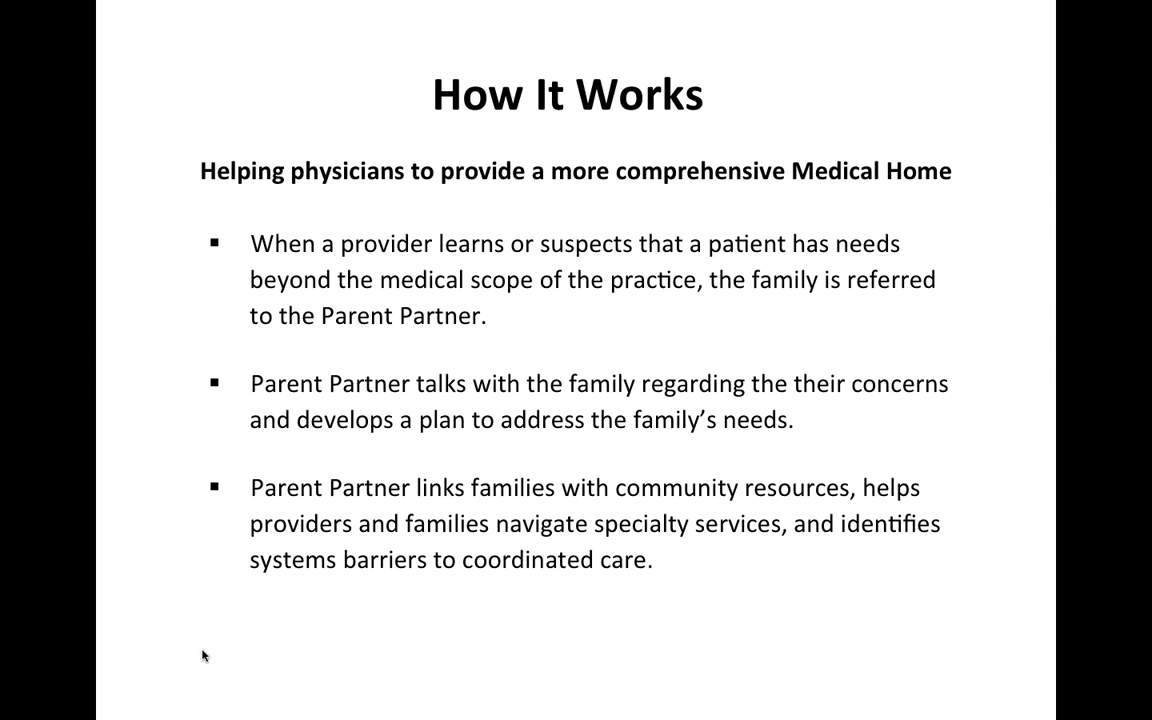 How It Works
Helping physicians to provide a more comprehensive Medical Home
▪ When a provider learns or suspects that a patient has needs
beyond the medical scope of the practice, the family is referred
to the Parent Partner.
▪ Parent Partner talks with the family regarding the their concerns
and develops a plan to address the family’s needs.
▪ Parent Partner links families with community resources, helps
providers and families navigate specialty services, and identifies
systems barriers to coordinated care.